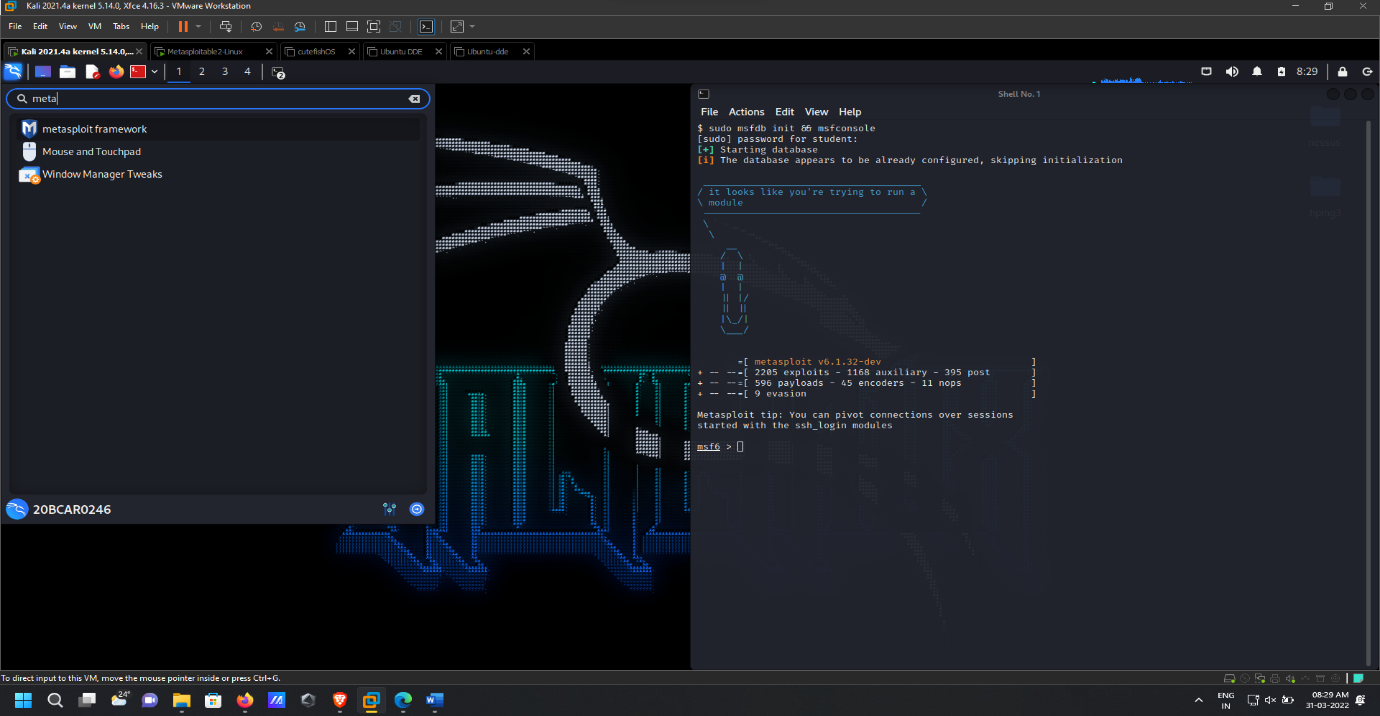 Kali 2021.4a kernel 5.14.0, Xfce 4.16.3 - VMware Workstation
File Edit View VM Tabs Help
Kali 2021.4a kernel 5.14.0,... Metasploitable2-Linux cutefishOS Ubuntu DDE Ubuntu-dde
1 2 3 4 2 8:29
meta
metasploit framework
Mouse and Touchpad
Window Manager Tweaks
20BCAR0246
Shell No. 1
File Actions Edit View Help
$ sudo msfdb init && msfconsole
[sudo] password for student:
[+] Starting database
[i] The database appears to be already configured, skipping initialization
/ it looks like you're trying to run a \
\ module /
=[ metasploit v6.1.32-dev ]
+ -- --=[ 2205 exploits - 1168 auxiliary - 395 post ]
+ -- --=[ 596 payloads - 45 encoders - 11 nops ]
+ -- --=[ 9 evasion ]
Metasploit tip: You can pivot connections over sessions
started with the ssh_login modules
msf6 >
To direct input to this VM, move the mouse pointer inside or press Ctrl+G.
24°
ENG
IN
08:29 AM
31-03-2022